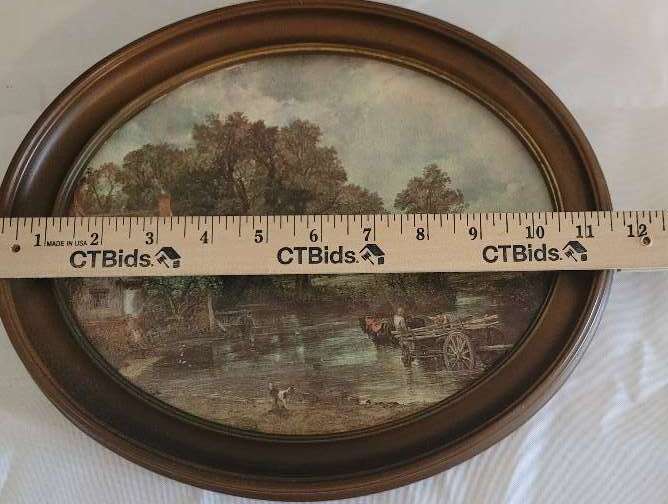 1 MADE IN USA 2 3 4 5 6 7 8 9 10 11 12
CTBids. CTBids. CTBids.